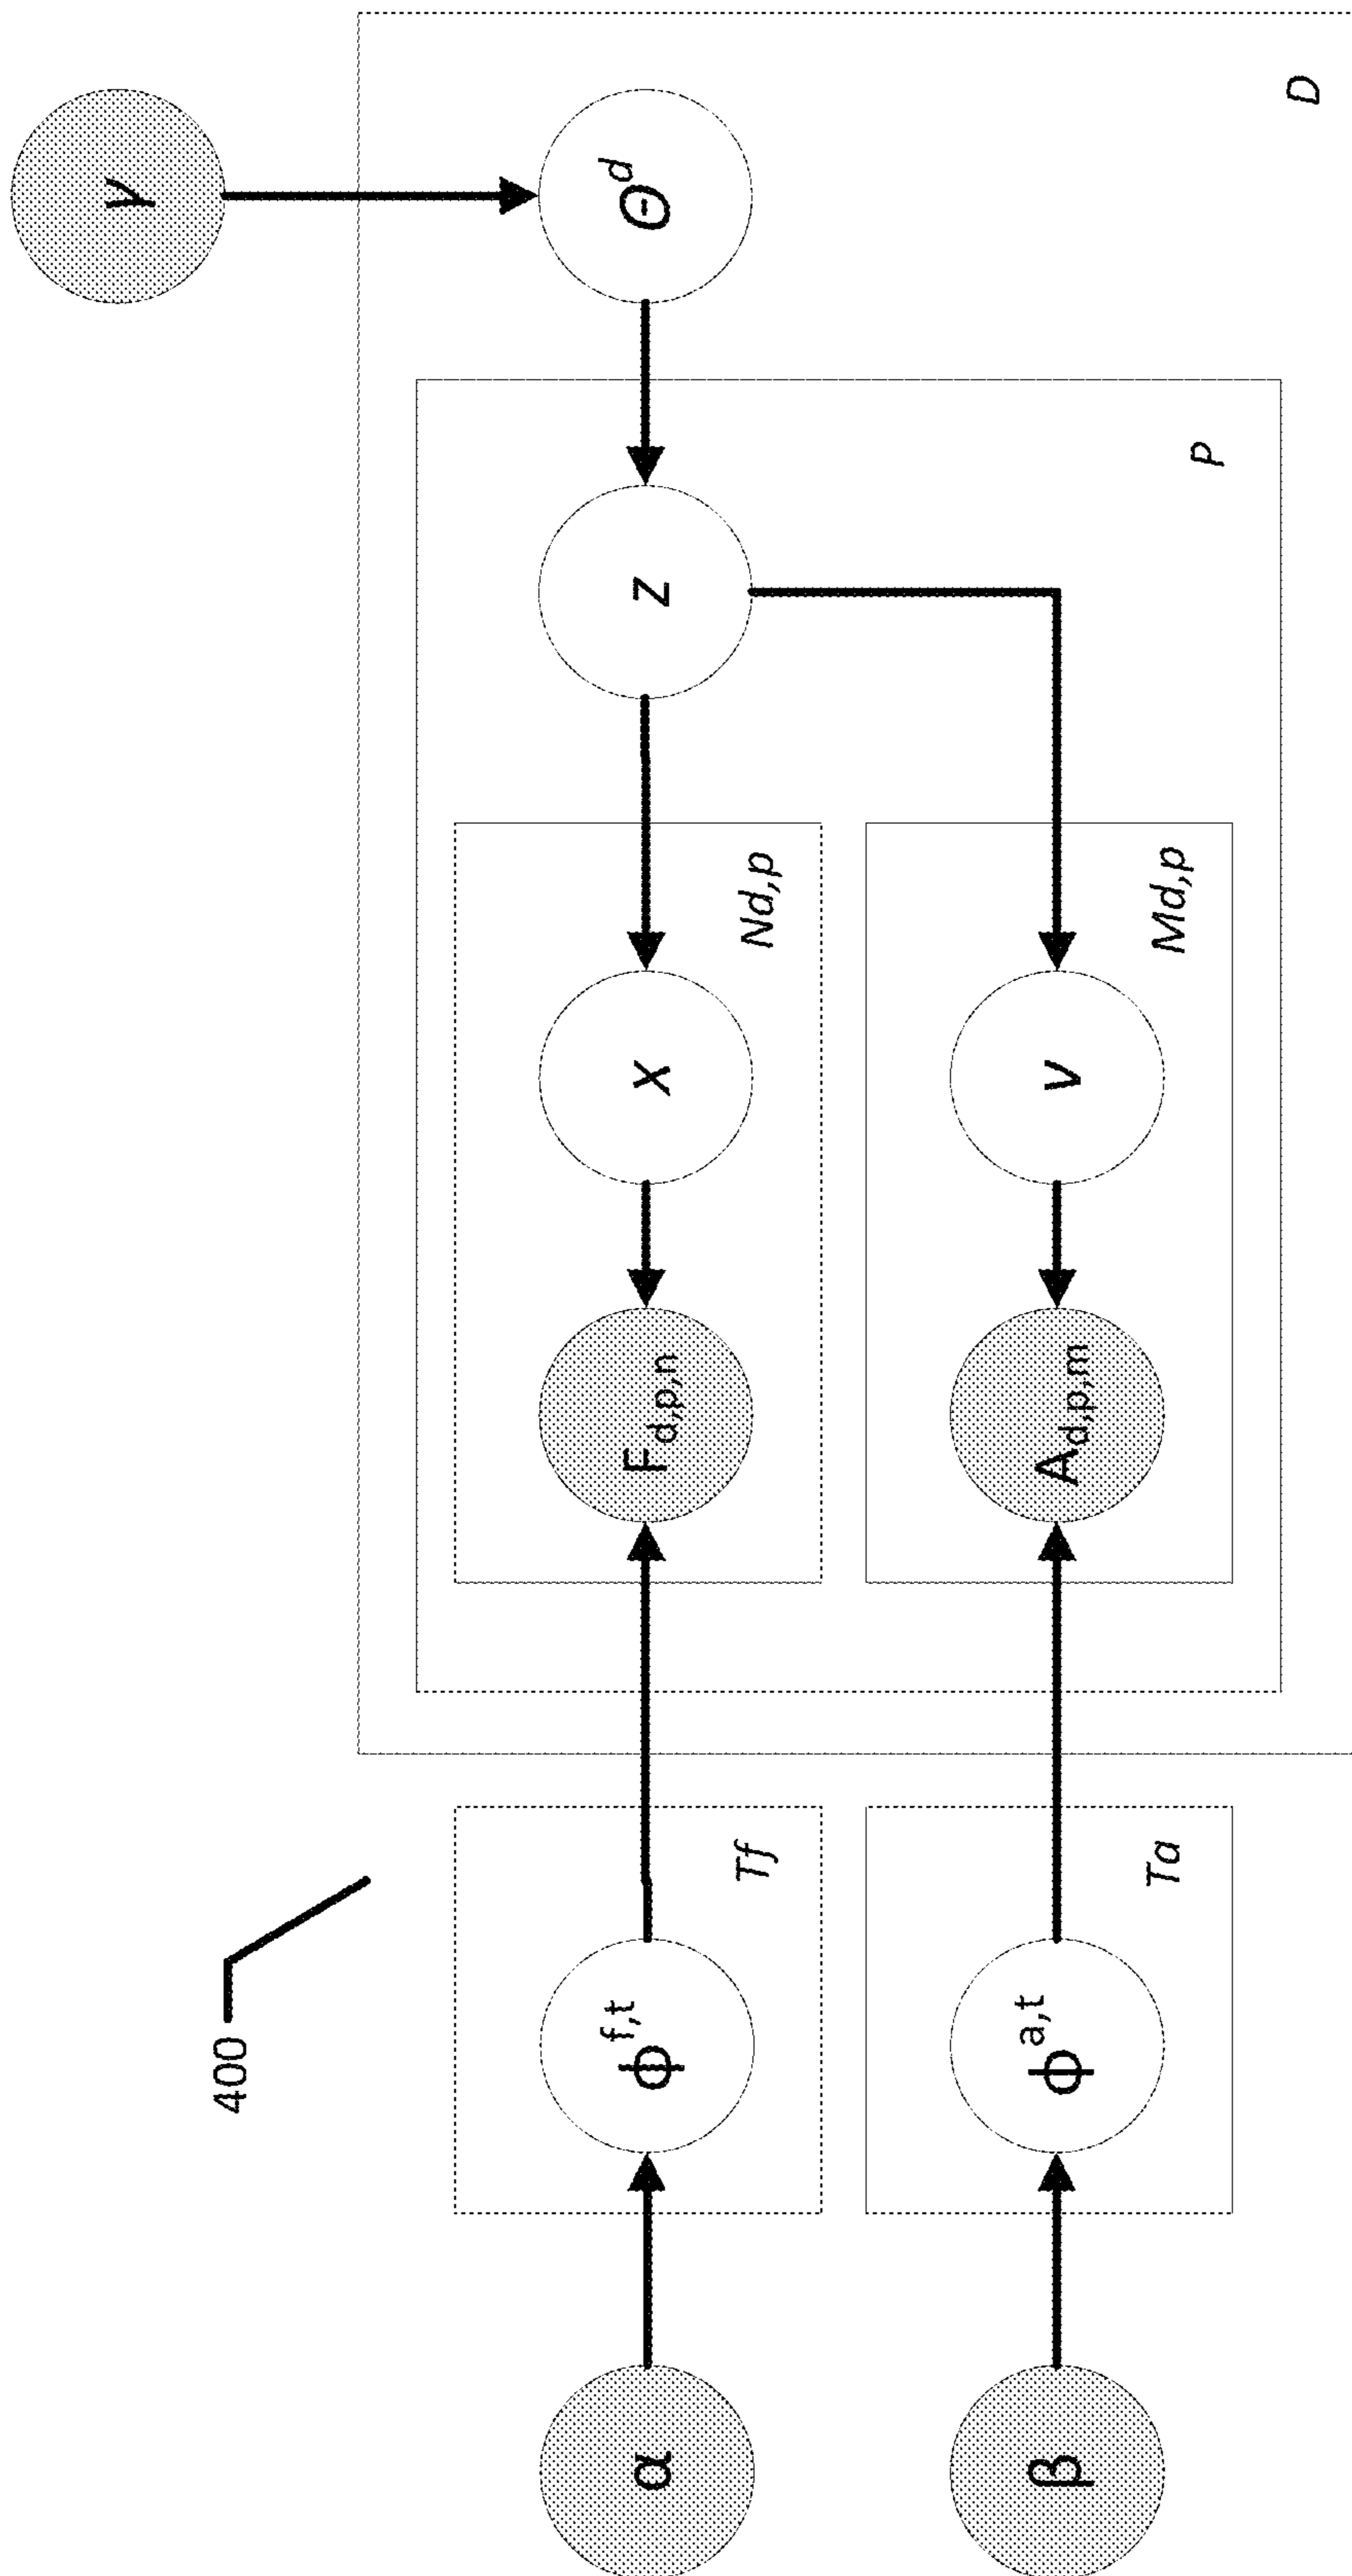 γ
400
α ϕ^f,t F_d,p,n x z Θ^d
Tf Nd,p
β ϕ^a,t A_d,p,m v
Ta Md,p
P
D